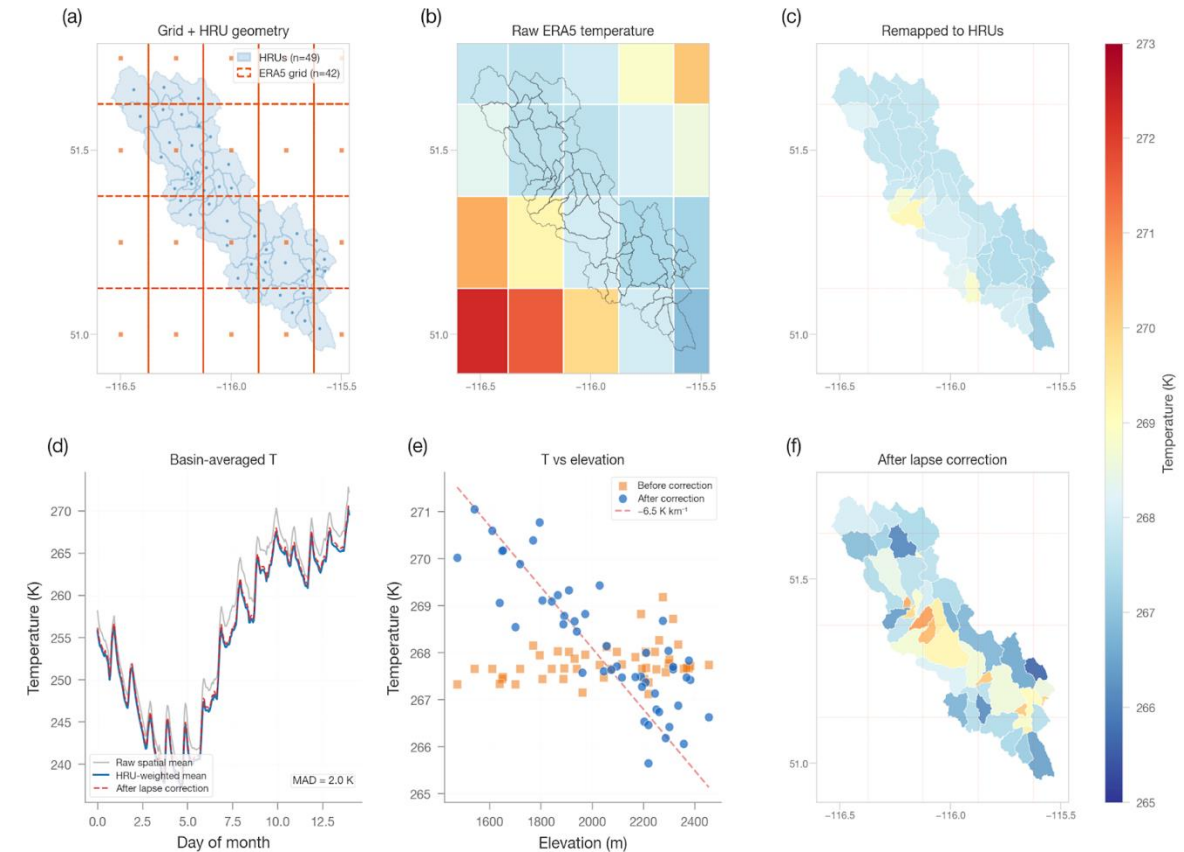 (a)
Grid + HRU geometry
HRUs (n=49)
ERA5 grid (n=42)
51.5
51.0
−116.5
−116.0
−115.5
(b)
Raw ERA5 temperature
51.5
51.0
−116.5
−116.0
−115.5
(c)
Remapped to HRUs
51.5
51.0
−116.5
−116.0
−115.5
273
272
271
270
269
268
267
266
265
Temperature (K)
(d)
Basin-averaged T
Temperature (K)
270
265
260
255
250
245
240
Raw spatial mean
HRU-weighted mean
After lapse correction
MAD = 2.0 K
0.0
2.5
5.0
7.5
10.0
12.5
Day of month
(e)
T vs elevation
Before correction
After correction
−6.5 K km⁻¹
Temperature (K)
271
270
269
268
267
266
265
1600
1800
2000
2200
2400
Elevation (m)
(f)
After lapse correction
51.5
51.0
−116.5
−116.0
−115.5